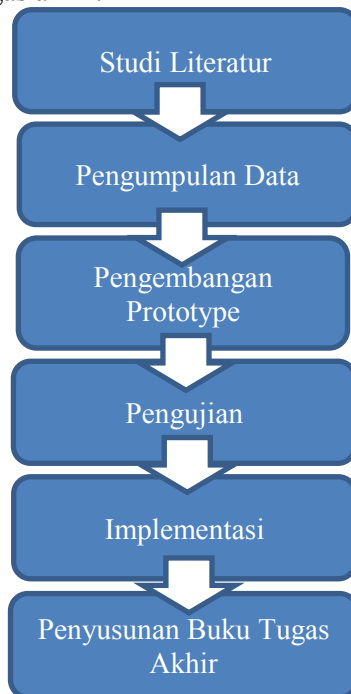 Studi Literatur
Pengumpulan Data
Pengembangan
Prototype
Pengujian
Implementasi
Penyusunan Buku Tugas
Akhir